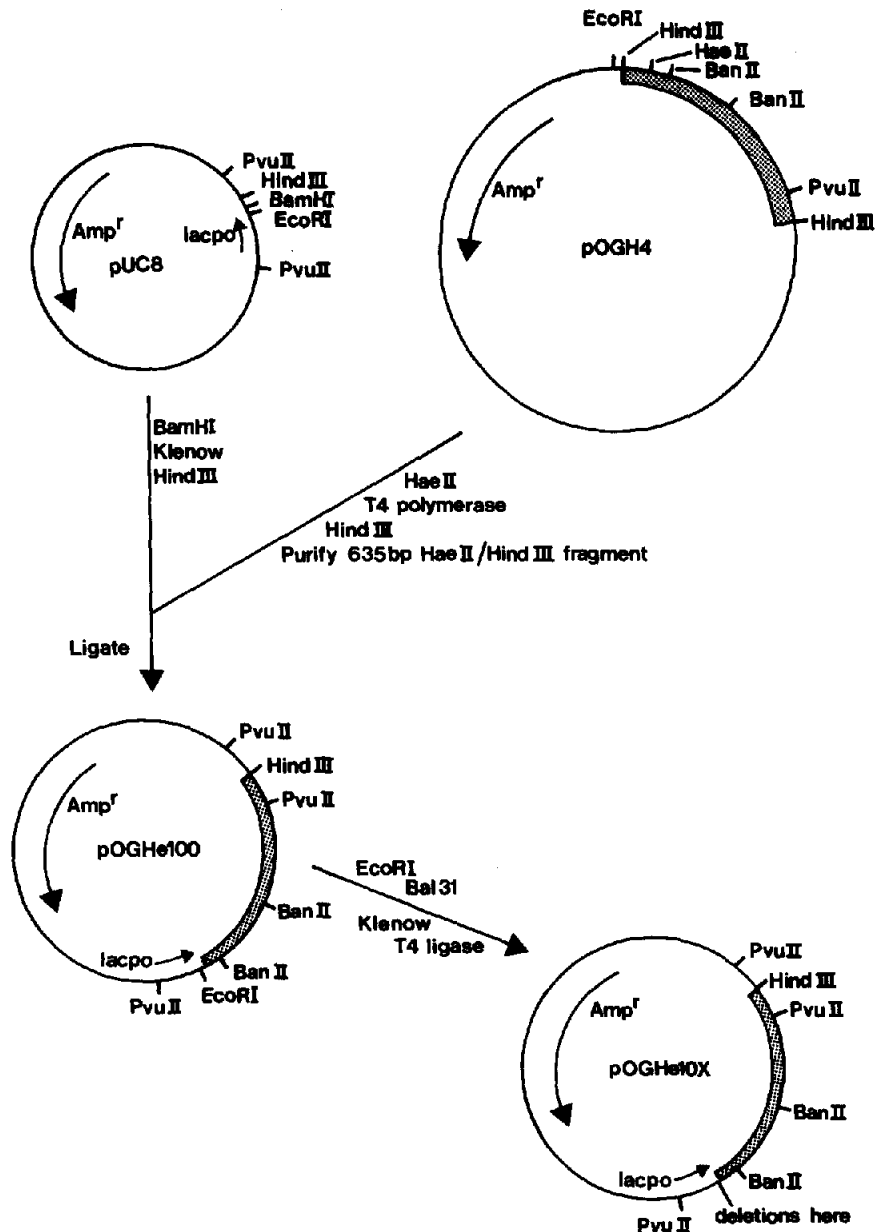 EcoRI
Hind III
Hae II
Ban II
Ban II
Pvu II
Hind III
Amp^r
pOGH4
Pvu II
Hind III
BamHI
EcoRI
lacpo
Amp^r
pUC8
Pvu II
BamHI
Klenow
Hind III
Hae II
T4 polymerase
Hind III
Purify 635bp Hae II/Hind III fragment
Ligate
Pvu II
Hind III
Pvu II
Amp^r
pOGHe100
Ban II
lacpo
Ban II
EcoRI
Pvu II
EcoRI
Bal 31
Klenow
T4 ligase
Pvu II
Hind III
Pvu II
Amp^r
pOGHe10X
Ban II
lacpo
Ban II
deletions here
Pvu II